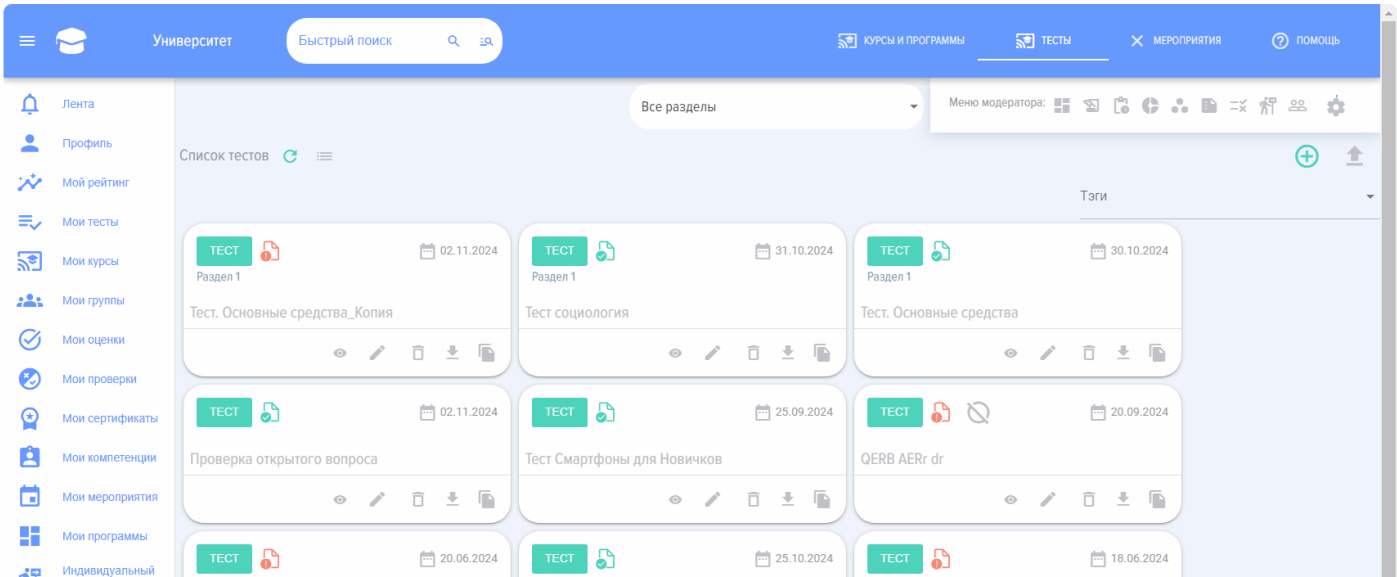 Университет
Быстрый поиск
КУРСЫ И ПРОГРАММЫ
ТЕСТЫ
МЕРОПРИЯТИЯ
ПОМОЩЬ
Лента
Профиль
Мой рейтинг
Мои тесты
Мои курсы
Мои группы
Мои оценки
Мои проверки
Мои сертификаты
Мои компетенции
Мои мероприятия
Мои программы
Индивидуальный
Все разделы
Меню модератора:
Список тестов
Тэги
ТЕСТ 02.11.2024
Раздел 1
Тест. Основные средства_Копия
ТЕСТ 31.10.2024
Раздел 1
Тест социология
ТЕСТ 30.10.2024
Раздел 1
Тест. Основные средства
ТЕСТ 02.11.2024
Проверка открытого вопроса
ТЕСТ 25.09.2024
Тест Смартфоны для Новичков
ТЕСТ 20.09.2024
QERB AERr dr
ТЕСТ 20.06.2024
ТЕСТ 25.10.2024
ТЕСТ 18.06.2024